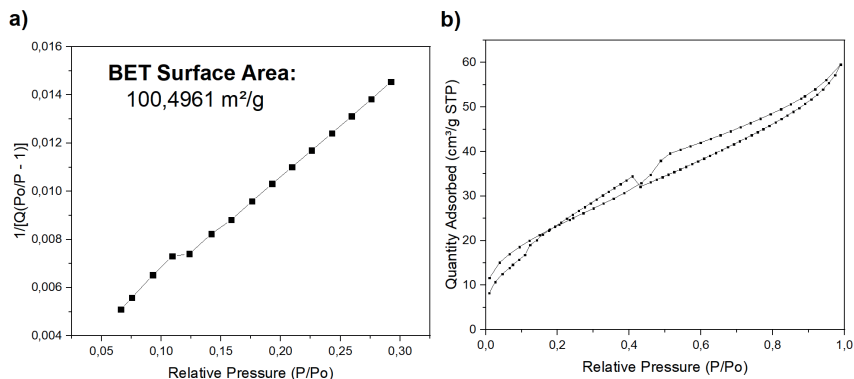 a)
0,016
0,014
0,012
0,010
0,008
0,006
0,004
1/[Q(Po/P - 1)]
BET Surface Area:
100,4961 m²/g
0,05 0,10 0,15 0,20 0,25 0,30
Relative Pressure (P/Po)
b)
60
50
40
30
20
10
0
Quantity Adsorbed (cm³/g STP)
0,0 0,2 0,4 0,6 0,8 1,0
Relative Pressure (P/Po)